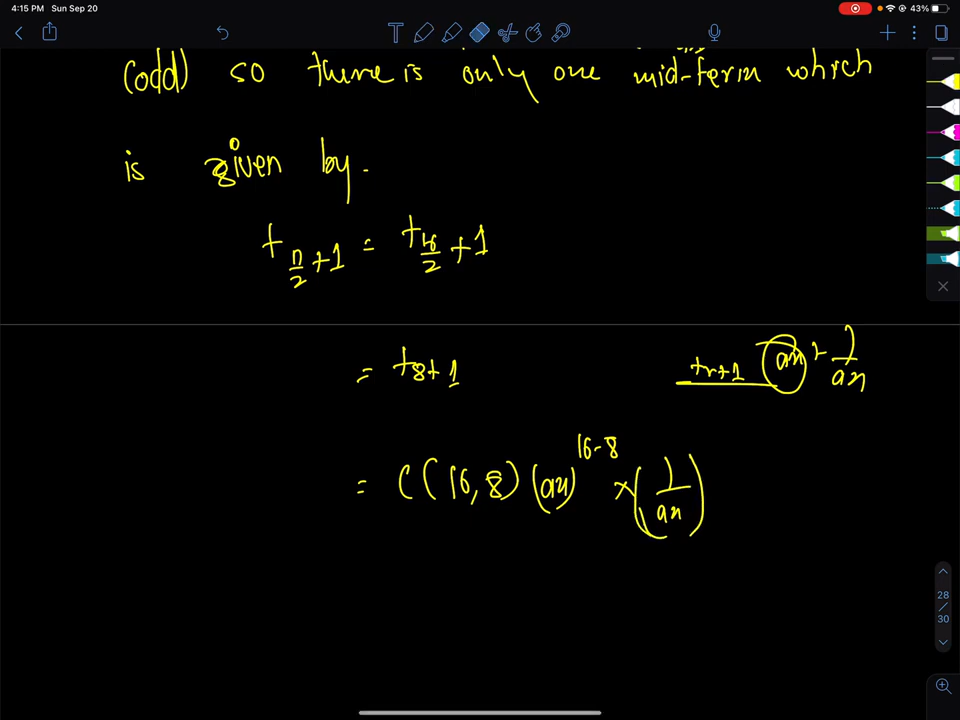 4:15 PM Sun Sep 20 43%
(odd) so there is only one mid-term which
is given by.
t n/2 + 1 = t 16/2 + 1
= t8+1
tr+1 (ax) + 1/ax
= C(16,8) (ax)^16-8 × (1/ax)
28
/
30